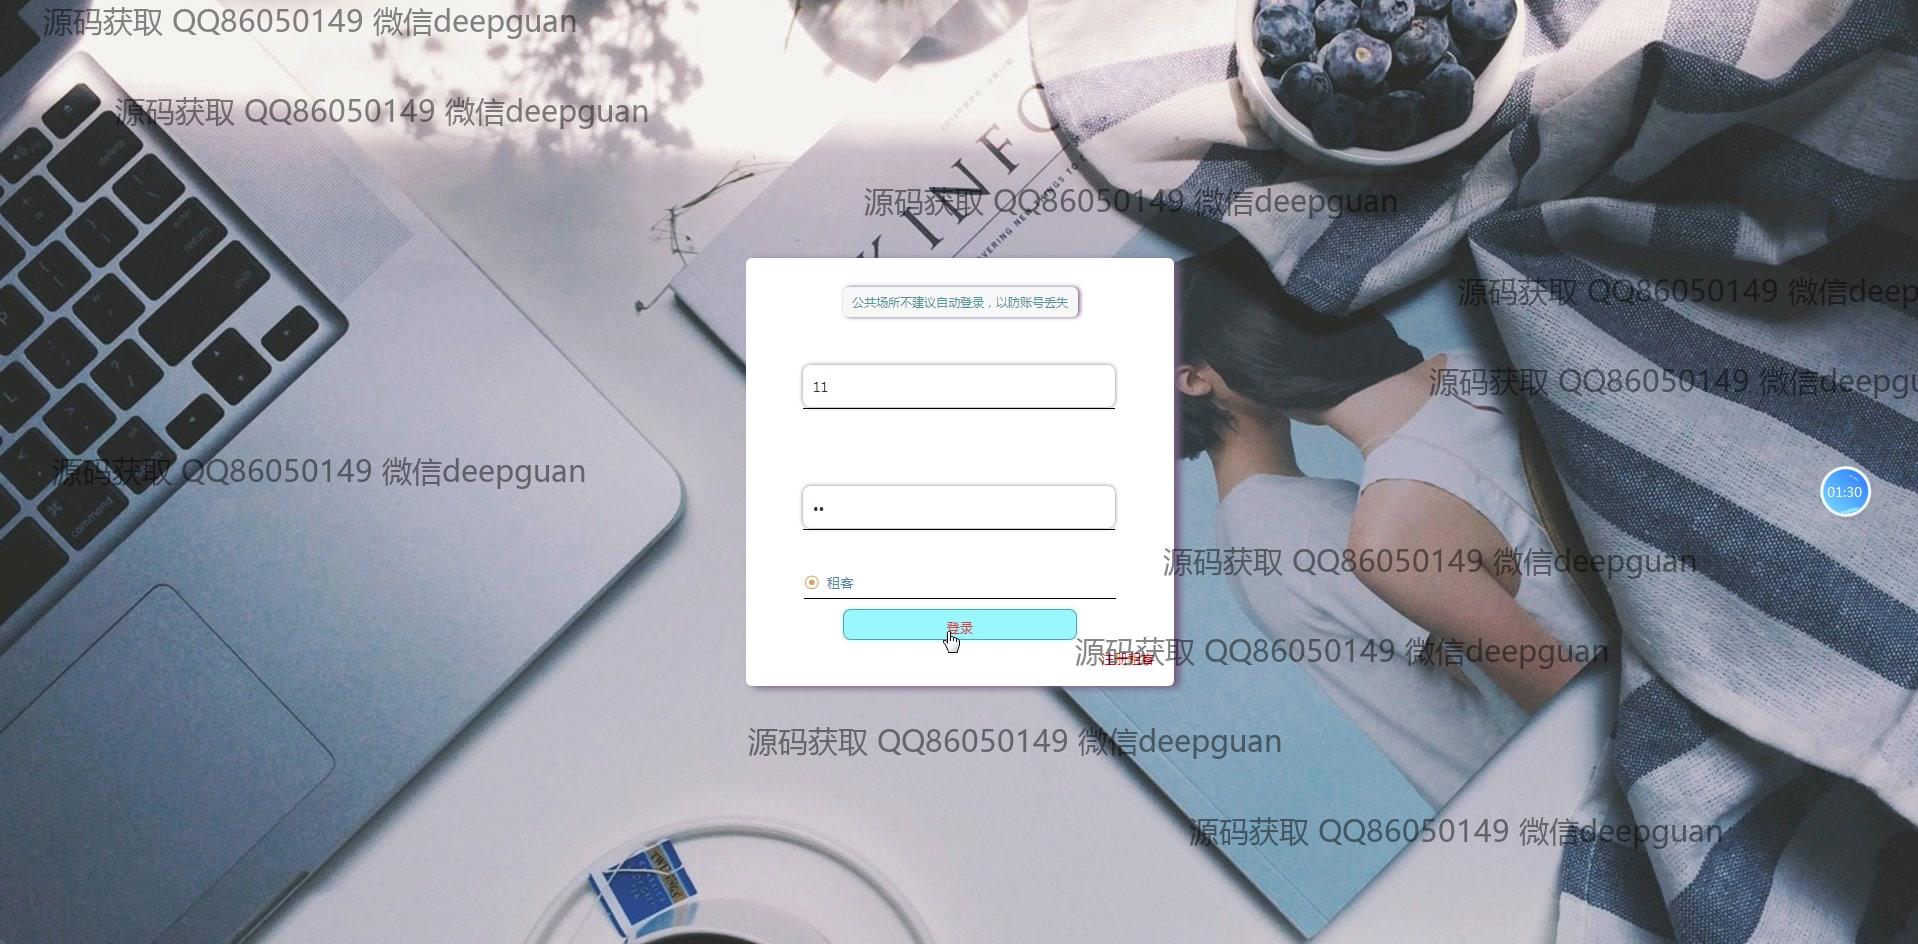 源码获取 QQ86050149 微信deepguan
源码获取 QQ86050149 微信deepguan
delete
return
shift
command
INFO
源码获取 QQ86050149 微信deepguan
源码获取 QQ86050149 微信deep
公共场所不建议自动登录，以防账号丢失
11
源码获取 QQ86050149 微信deepgu
源码获取 QQ86050149 微信deepguan
01:30
••
源码获取 QQ86050149 微信deepguan
租客
登录
源码获取 QQ86050149 微信deepguan
注册租客
源码获取 QQ86050149 微信deepguan
源码获取 QQ86050149 微信deepguan
TWININGS